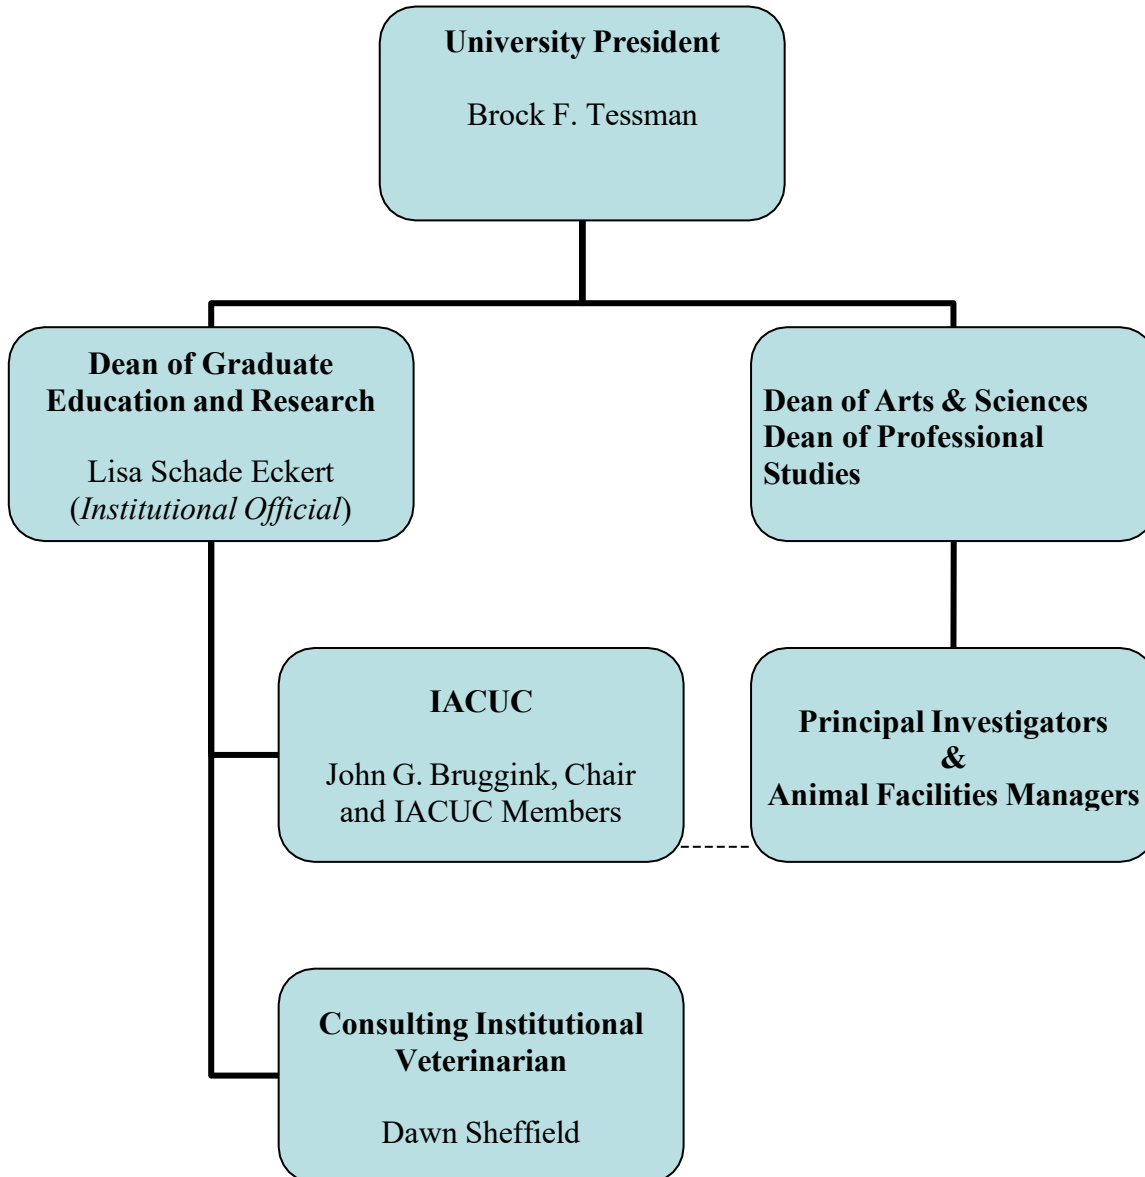 University President
Brock F. Tessman
Dean of Graduate
Education and Research
Lisa Schade Eckert
(Institutional Official)
Dean of Arts & Sciences
Dean of Professional
Studies
IACUC
John G. Bruggink, Chair
and IACUC Members
Principal Investigators
&
Animal Facilities Managers
Consulting Institutional
Veterinarian
Dawn Sheffield